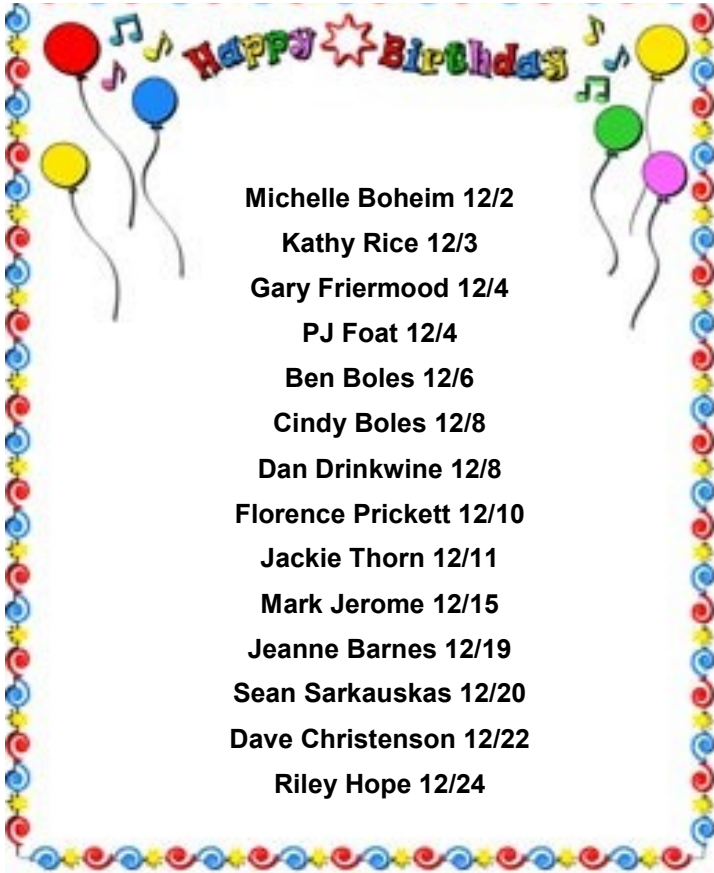 Happy Birthday
Michelle Boheim 12/2
Kathy Rice 12/3
Gary Friermood 12/4
PJ Foat 12/4
Ben Boles 12/6
Cindy Boles 12/8
Dan Drinkwine 12/8
Florence Prickett 12/10
Jackie Thorn 12/11
Mark Jerome 12/15
Jeanne Barnes 12/19
Sean Sarkauskas 12/20
Dave Christenson 12/22
Riley Hope 12/24